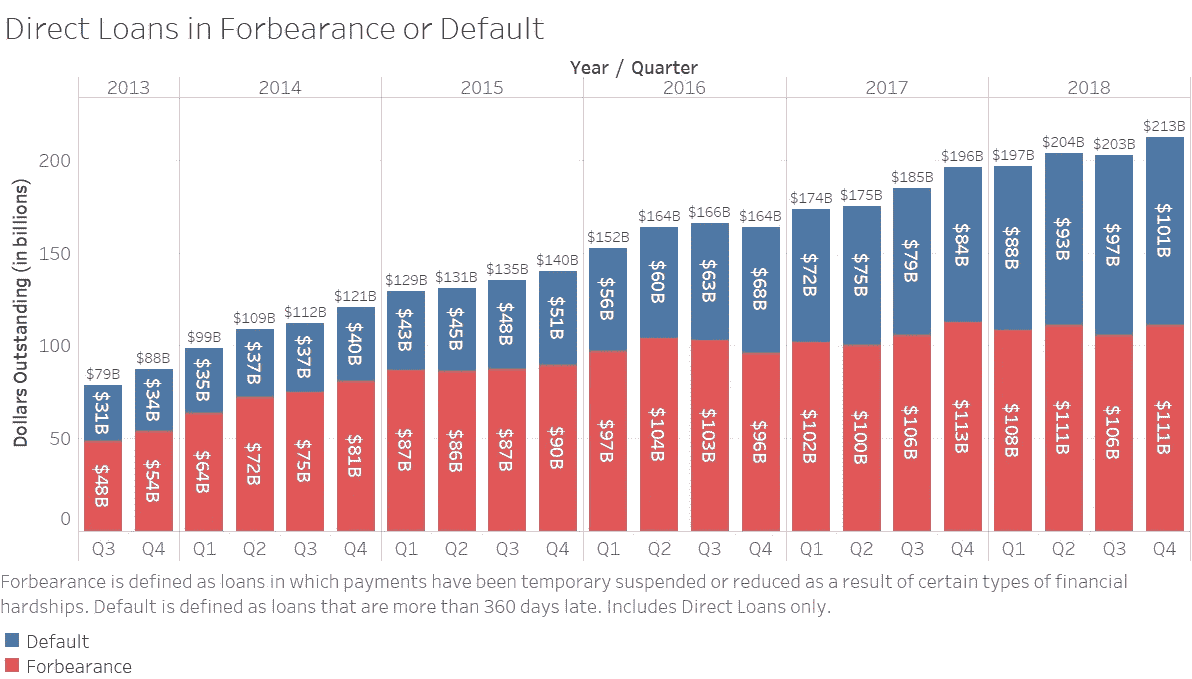 Direct Loans in Forbearance or Default
Year / Quarter
2013 2014 2015 2016 2017 2018
Dollars Outstanding (in billions)
200
150
100
50
0
$79B $88B $99B $109B $112B $121B $129B $131B $135B $140B $152B $164B $166B $164B $174B $175B $185B $196B $197B $204B $203B $213B
$31B $34B $35B $37B $37B $40B $43B $45B $48B $51B $56B $60B $63B $68B $72B $75B $79B $84B $88B $93B $97B $101B
$48B $54B $64B $72B $75B $81B $87B $86B $87B $90B $97B $104B $103B $96B $102B $100B $106B $113B $108B $111B $106B $111B
Q3 Q4 Q1 Q2 Q3 Q4 Q1 Q2 Q3 Q4 Q1 Q2 Q3 Q4 Q1 Q2 Q3 Q4 Q1 Q2 Q3 Q4
Forbearance is defined as loans in which payments have been temporary suspended or reduced as a result of certain types of financial
hardships. Default is defined as loans that are more than 360 days late. Includes Direct Loans only.
Default
Forbearance